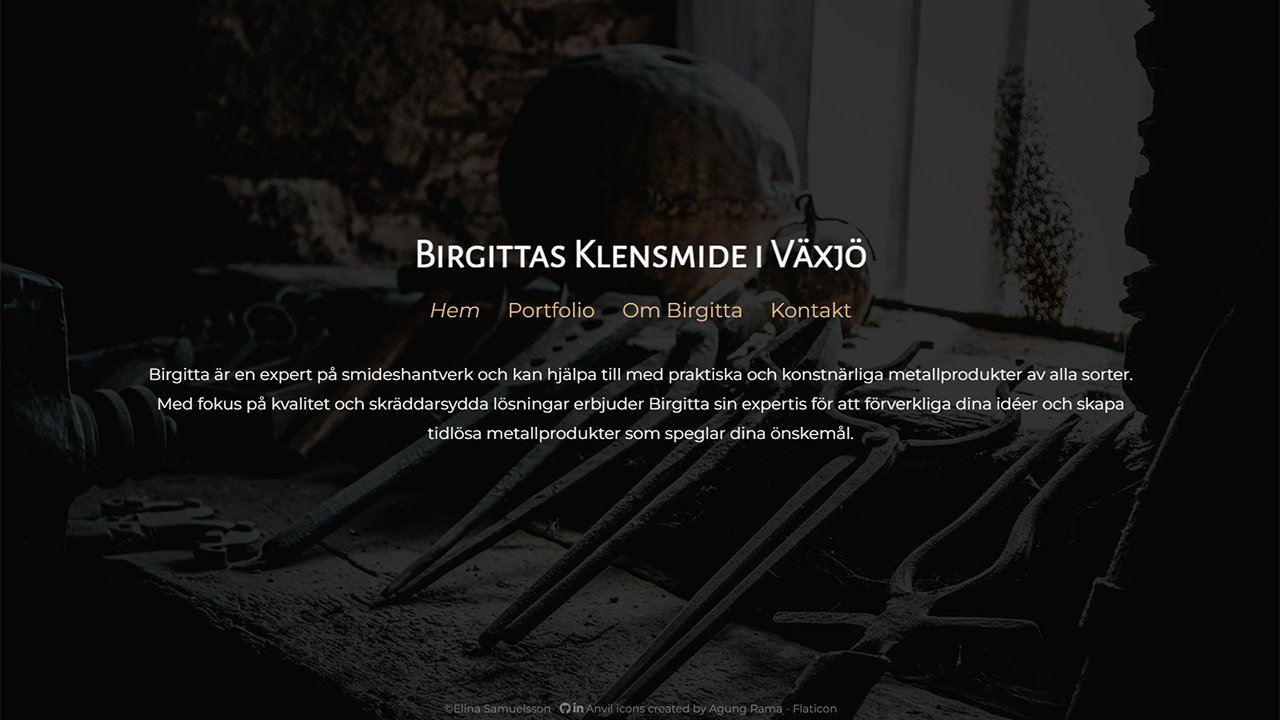 Birgittas Klensmide i Växjö
Hem Portfolio Om Birgitta Kontakt
Birgitta är en expert på smideshantverk och kan hjälpa till med praktiska och konstnärliga metallprodukter av alla sorter.
Med fokus på kvalitet och skräddarsydda lösningar erbjuder Birgitta sin expertis för att förverkliga dina idéer och skapa
tidlösa metallprodukter som speglar dina önskemål.
©Elina Samuelsson in Anvil icons created by Agung Rama - Flaticon